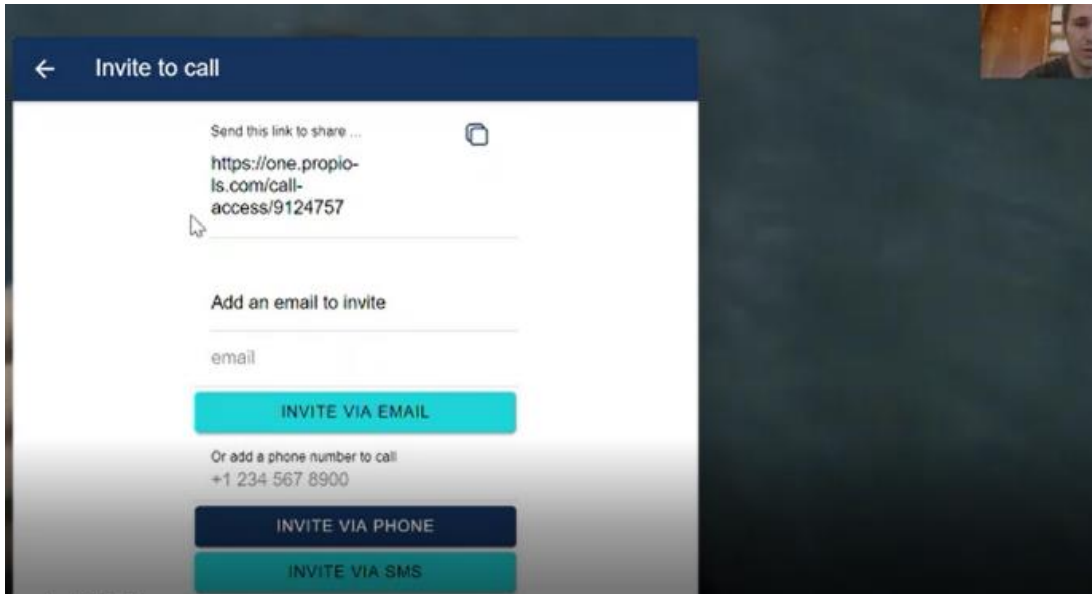 Invite to call
Send this link to share ...
https://one.propio-
ls.com/call-
access/9124757
Add an email to invite
email
INVITE VIA EMAIL
Or add a phone number to call
+1 234 567 8900
INVITE VIA PHONE
INVITE VIA SMS